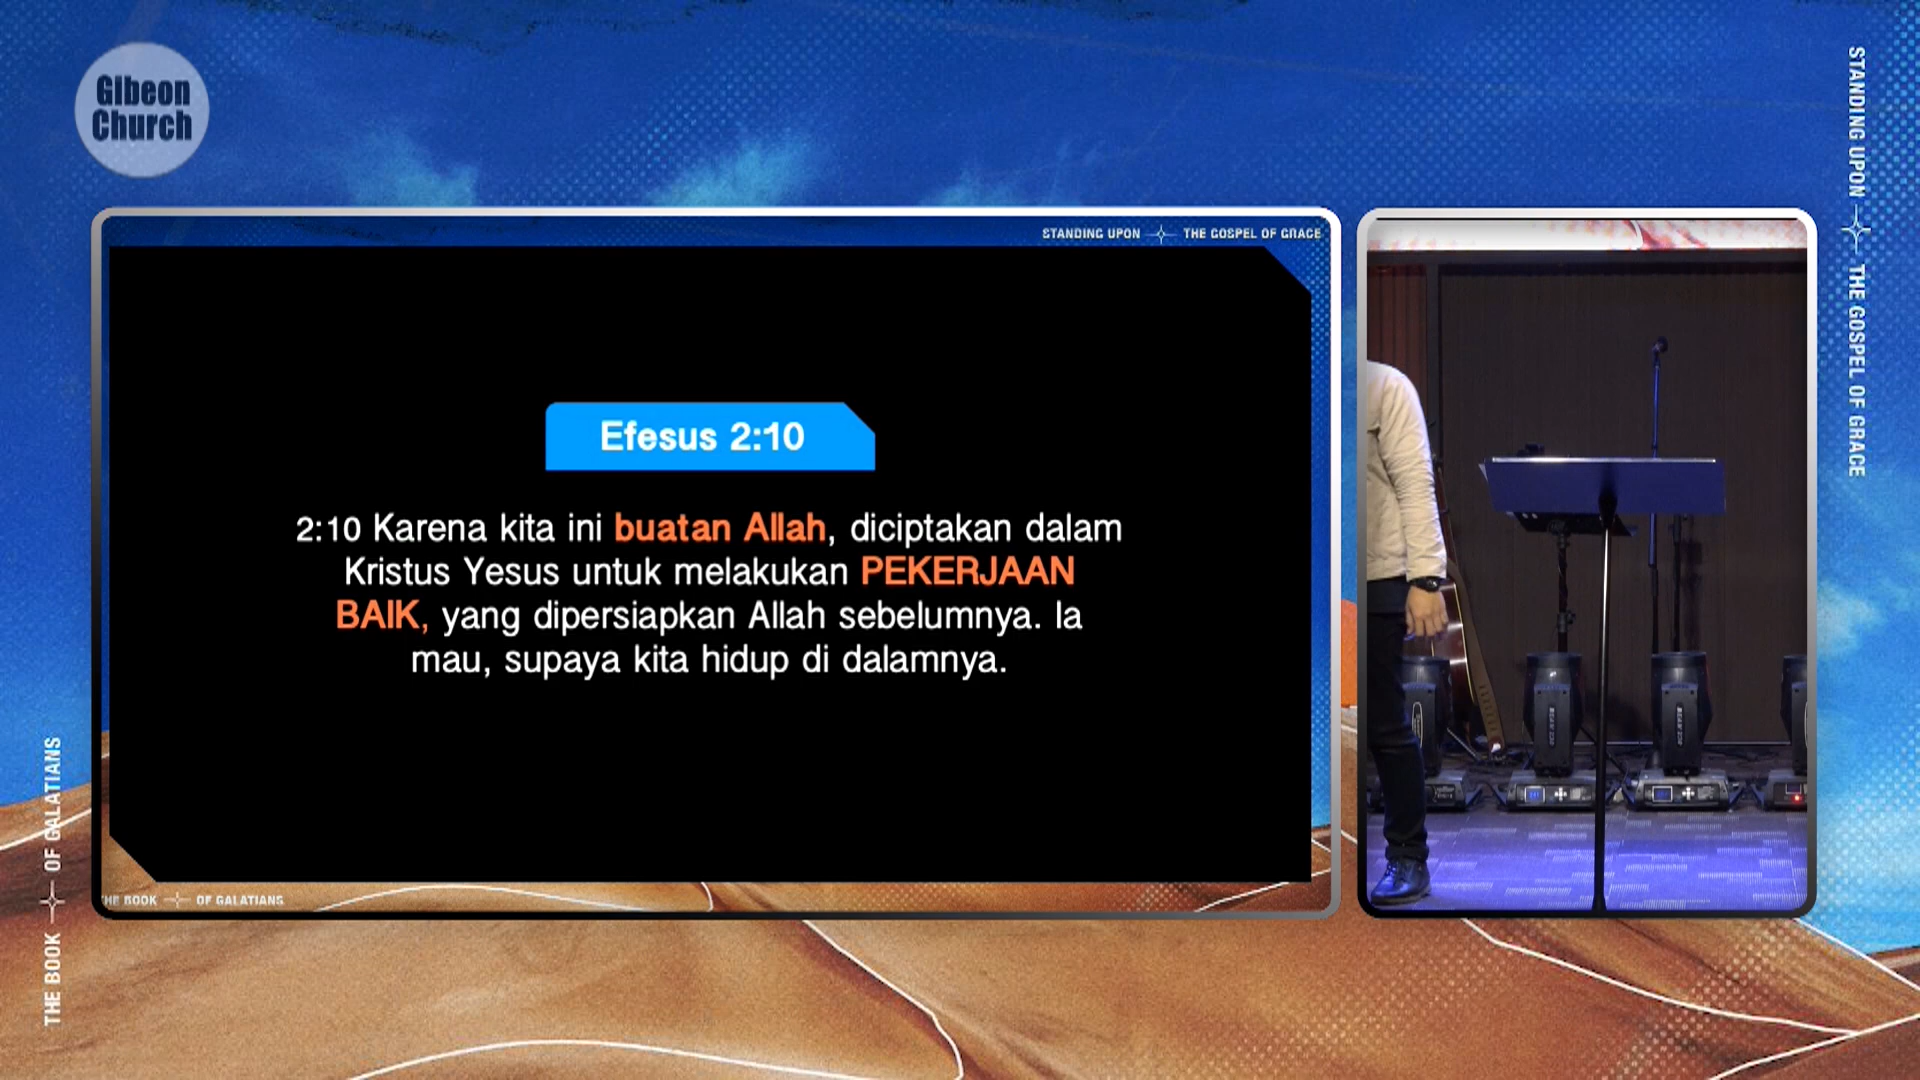 Gibeon
Church
STANDING UPON THE GOSPEL OF GRACE
STANDING UPON THE GOSPEL OF GRACE
Efesus 2:10
2:10 Karena kita ini buatan Allah, diciptakan dalam
Kristus Yesus untuk melakukan PEKERJAAN
BAIK, yang dipersiapkan Allah sebelumnya. Ia
mau, supaya kita hidup di dalamnya.
THE BOOK OF GALATIANS
THE BOOK OF GALATIANS